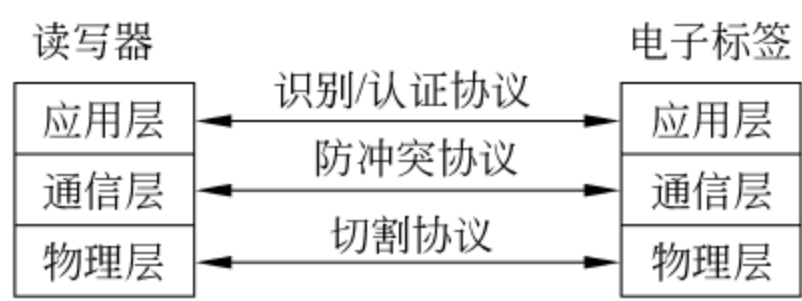 读写器 电子标签
识别/认证协议
应用层 应用层
防冲突协议
通信层 通信层
切割协议
物理层 物理层